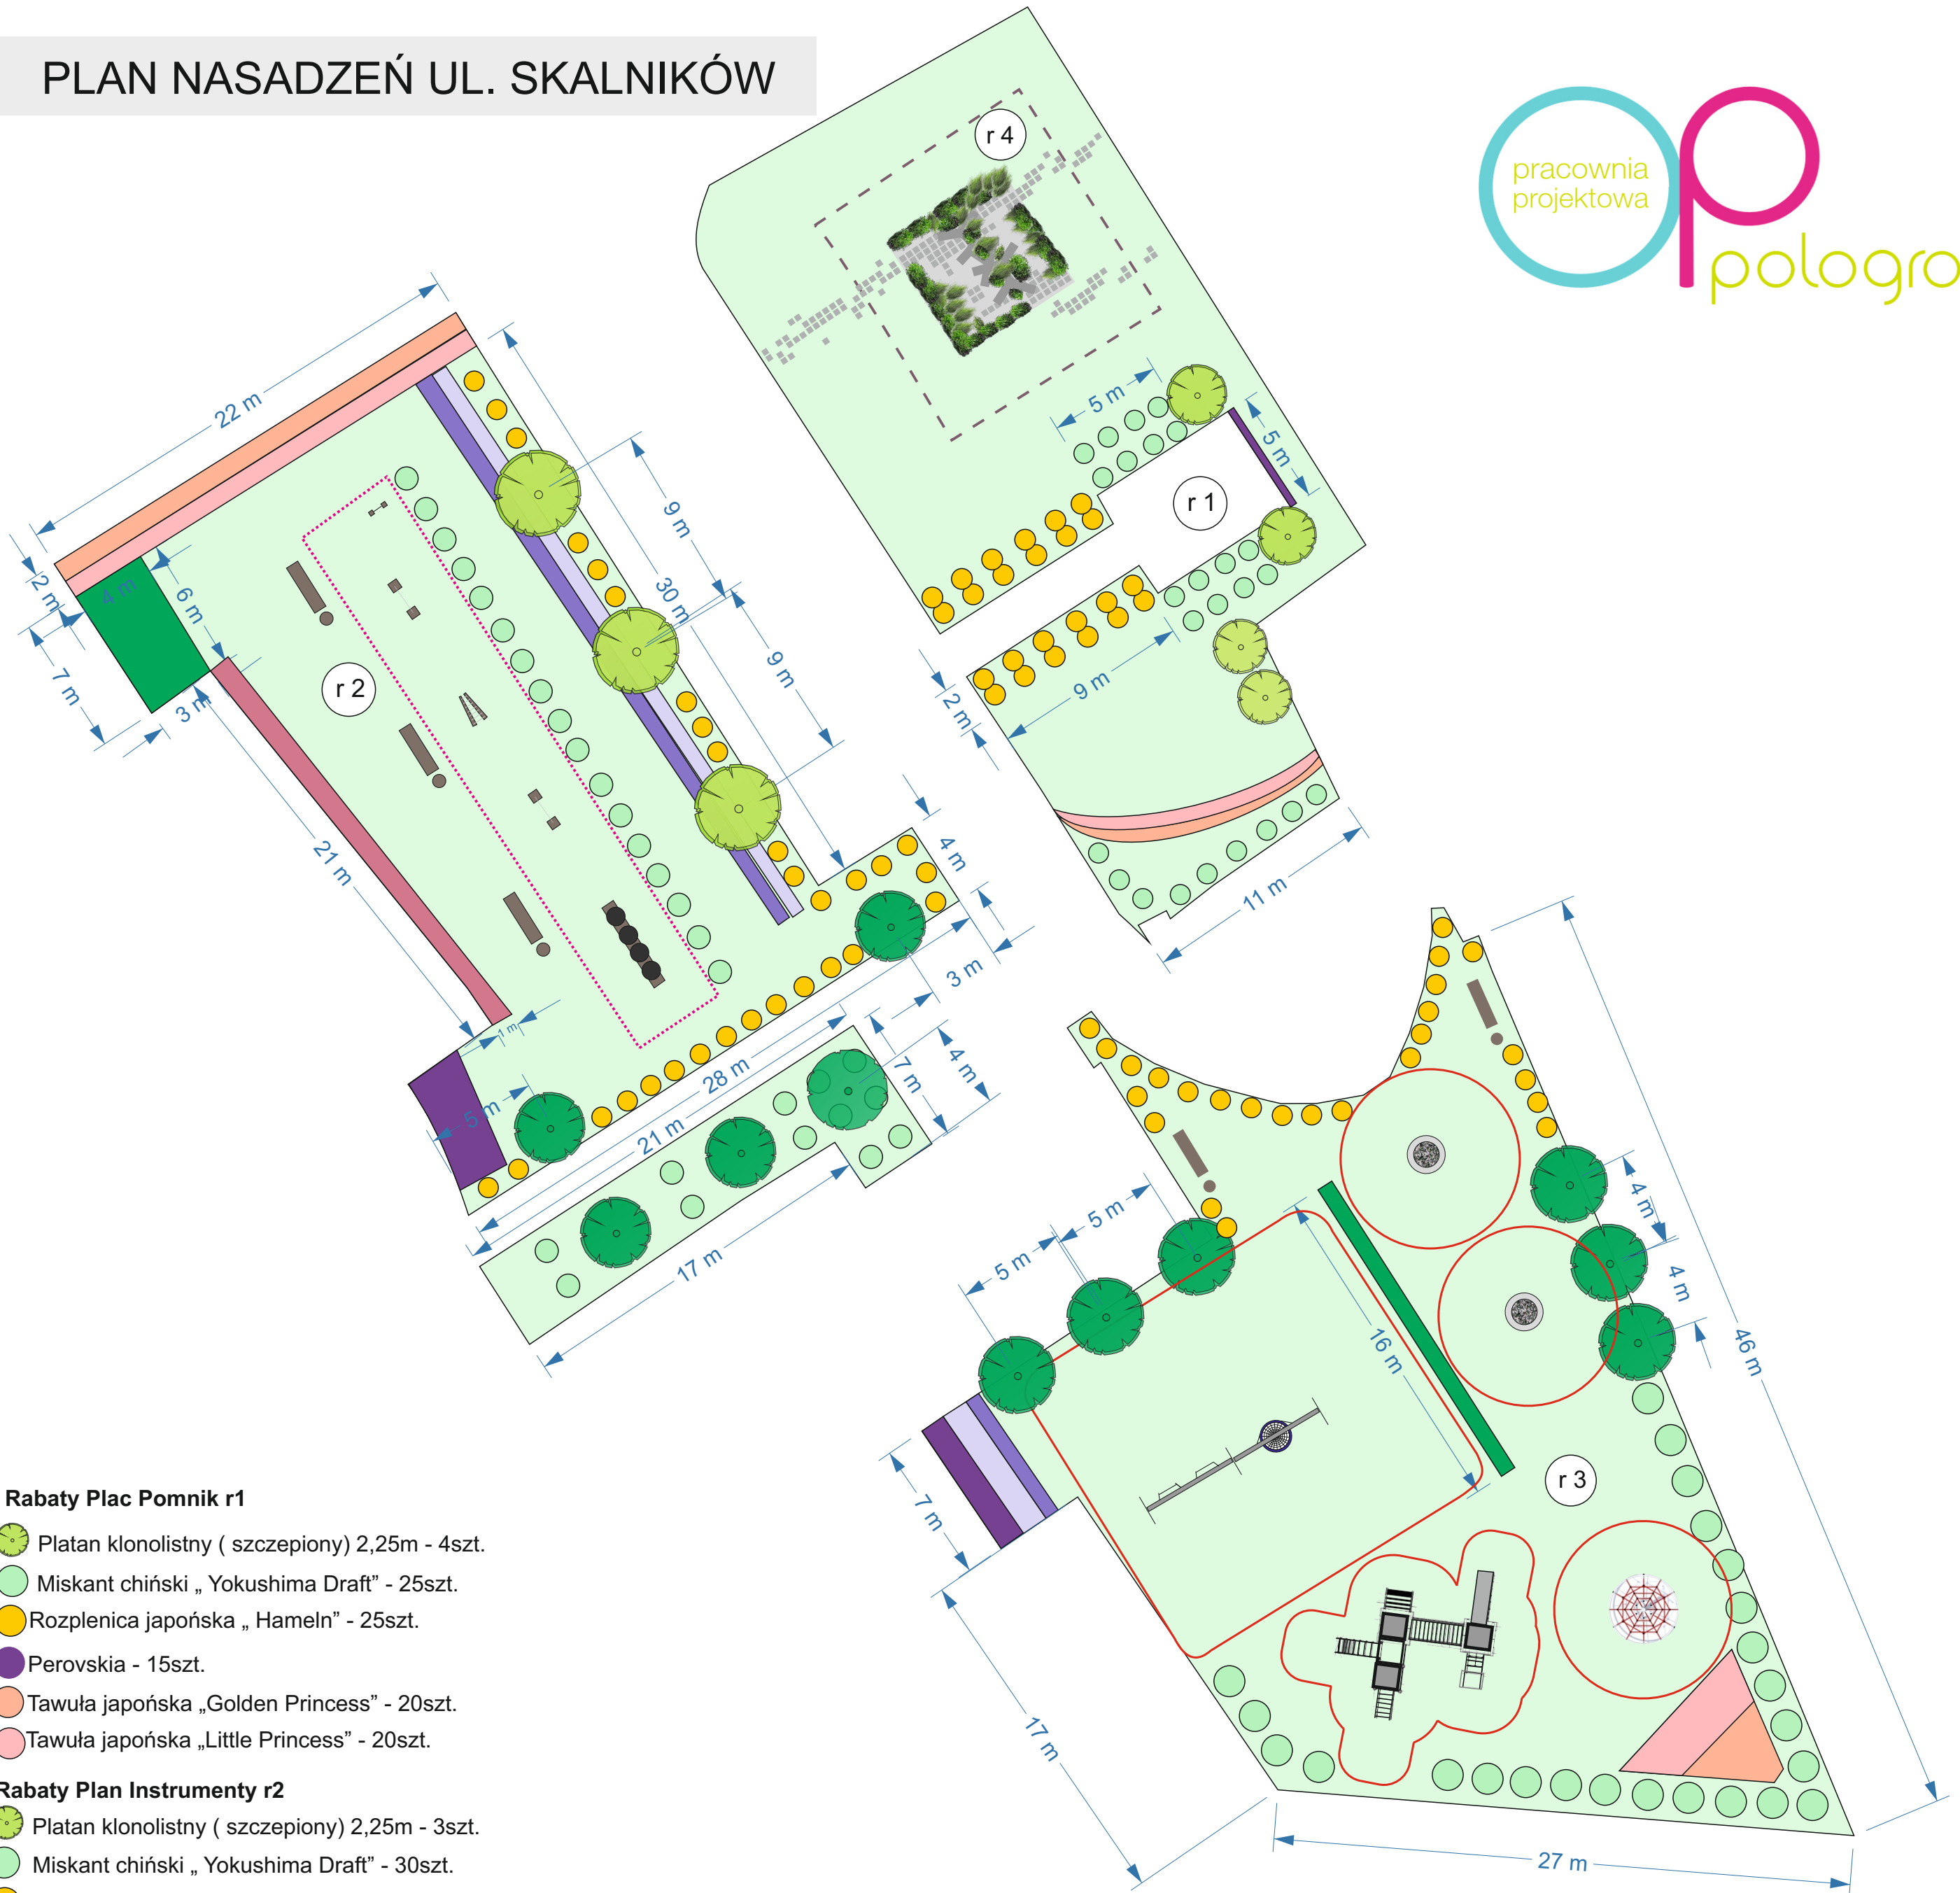 PLAN NASADZEŃ UL. SKALNIKÓW
pracownia
projektowa
pologro
r 4
5 m
5 m
r 1
22 m
9 m
30 m
9 m
2 m
4 m
6 m
7 m
3 m
r 2
21 m
9 m
2 m
11 m
4 m
3 m
1 m
5 m
28 m
21 m
7 m
4 m
17 m
5 m
5 m
16 m
4 m
4 m
46 m
r 3
7 m
17 m
27 m
Rabaty Plac Pomnik r1
Platan klonolistny ( szczepiony) 2,25m - 4szt.
Miskant chiński „ Yokushima Draft” - 25szt.
Rozplenica japońska „ Hameln” - 25szt.
Perovskia - 15szt.
Tawuła japońska „Golden Princess” - 20szt.
Tawuła japońska „Little Princess” - 20szt.
Rabaty Plan Instrumenty r2
Platan klonolistny ( szczepiony) 2,25m - 3szt.
Miskant chiński „ Yokushima Draft” - 30szt.